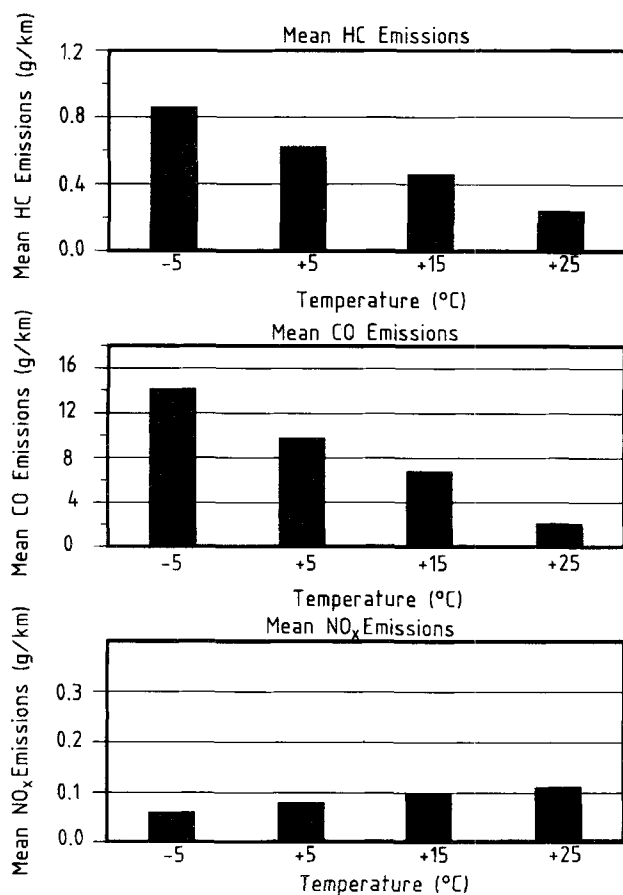 Mean HC Emissions
Mean HC Emissions (g/km)
1.2
0.8
0.4
0.0
-5 +5 +15 +25
Temperature (°C)
Mean CO Emissions
Mean CO Emissions (g/km)
16
12
8
4
0
-5 +5 +15 +25
Temperature (°C)
Mean NOₓ Emissions
Mean NOₓ Emissions (g/km)
0.3
0.2
0.1
0.0
-5 +5 +15 +25
Temperature (°C)